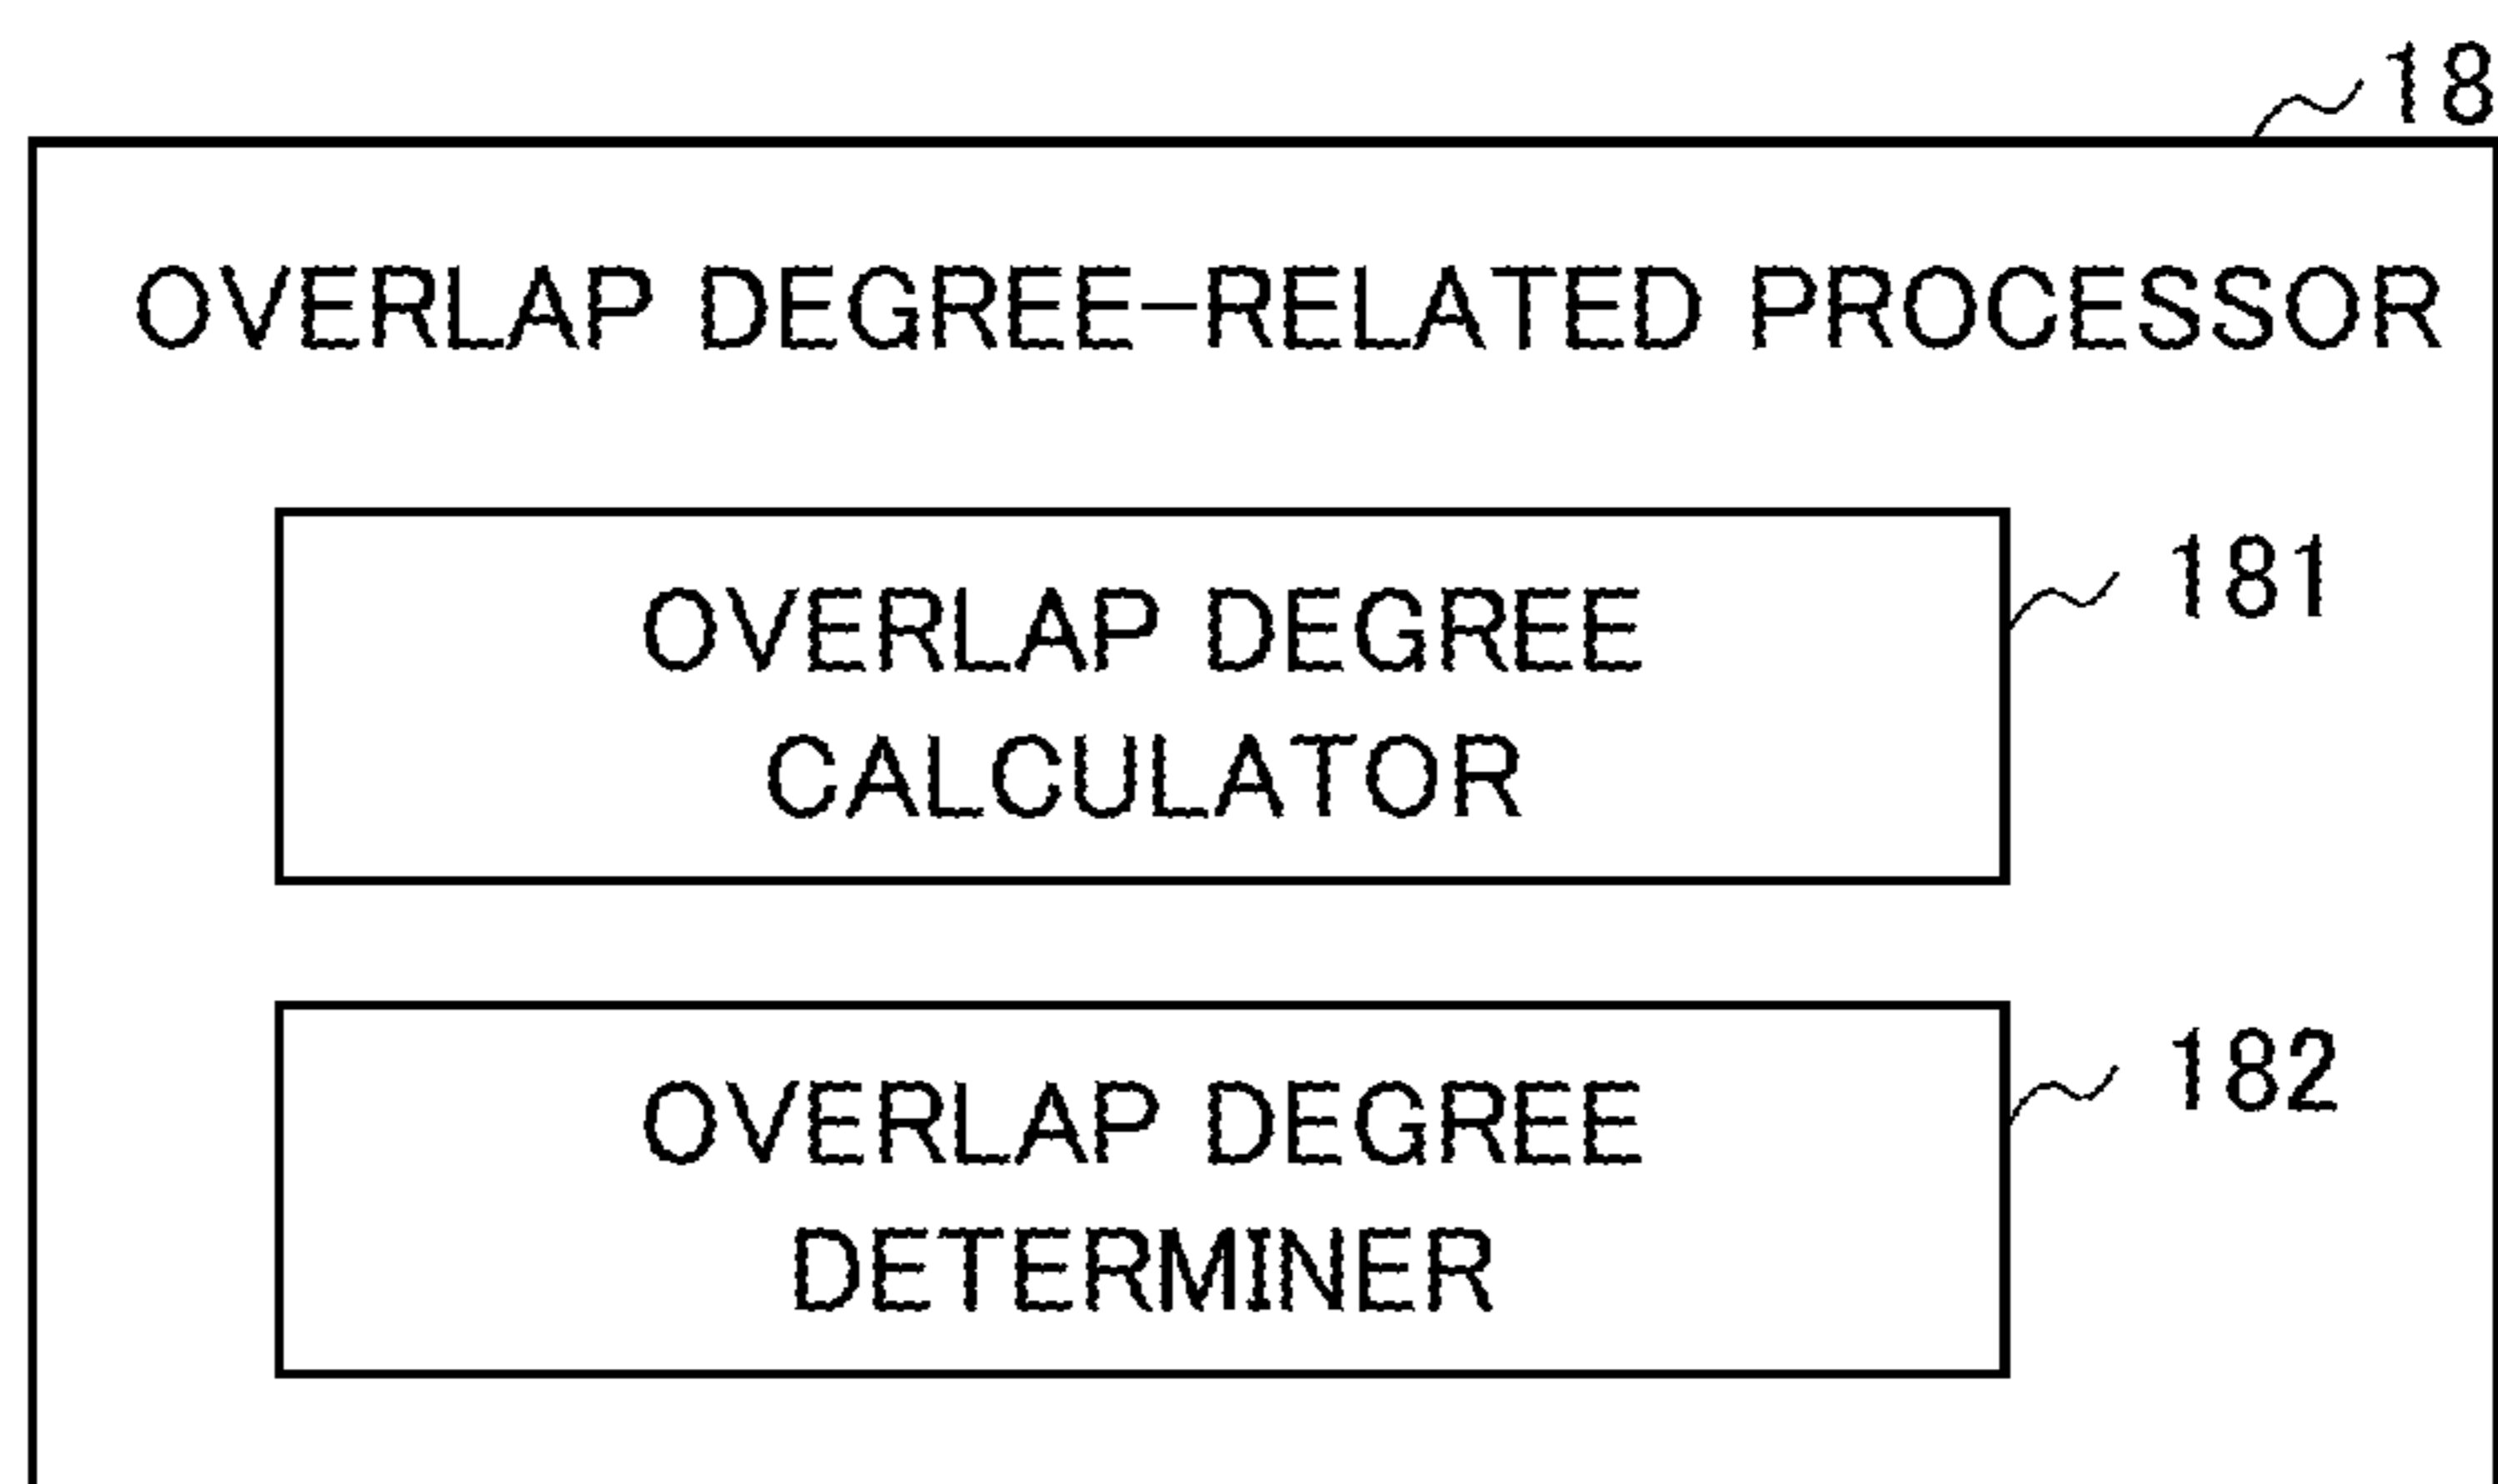 18
OVERLAP DEGREE-RELATED PROCESSOR
OVERLAP DEGREE
CALCULATOR
181
OVERLAP DEGREE
DETERMINER
182